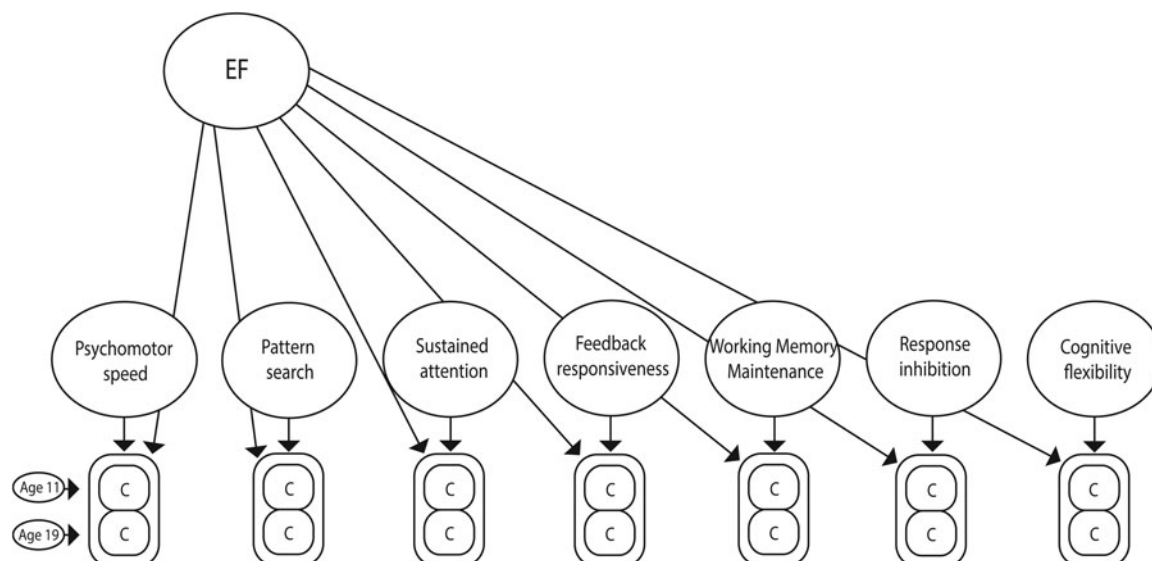 EF
Psychomotor
speed
Pattern
search
Sustained
attention
Feedback
responsiveness
Working Memory
Maintenance
Response
inhibition
Cognitive
flexibility
Age 11
C C C C C C C
Age 19
C C C C C C C